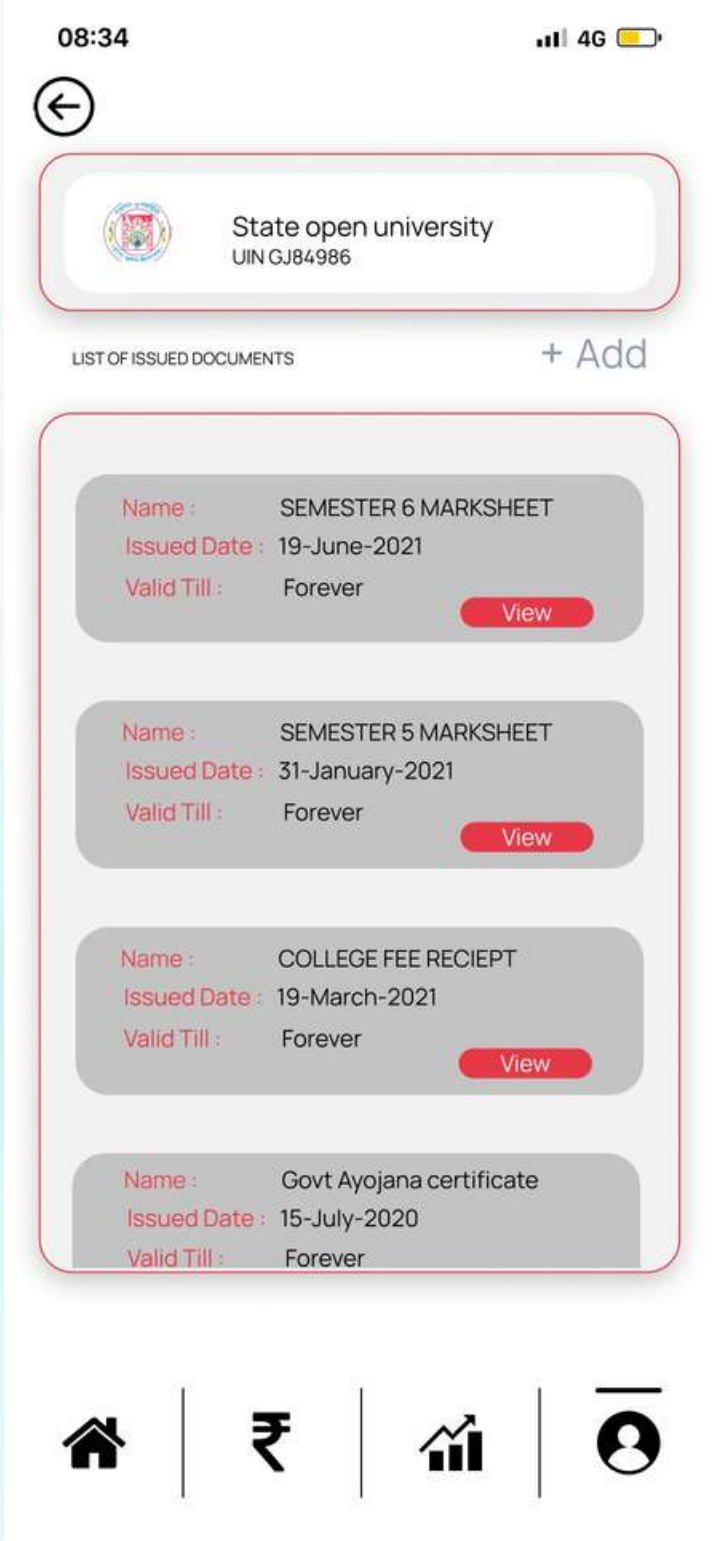 08:34 4G
State open university
UIN GJ84986
LIST OF ISSUED DOCUMENTS + Add
Name : SEMESTER 6 MARKSHEET
Issued Date : 19-June-2021
Valid Till : Forever
View
Name : SEMESTER 5 MARKSHEET
Issued Date : 31-January-2021
Valid Till : Forever
View
Name : COLLEGE FEE RECIEPT
Issued Date : 19-March-2021
Valid Till : Forever
View
Name : Govt Ayojana certificate
Issued Date : 15-July-2020
Valid Till : Forever
₹